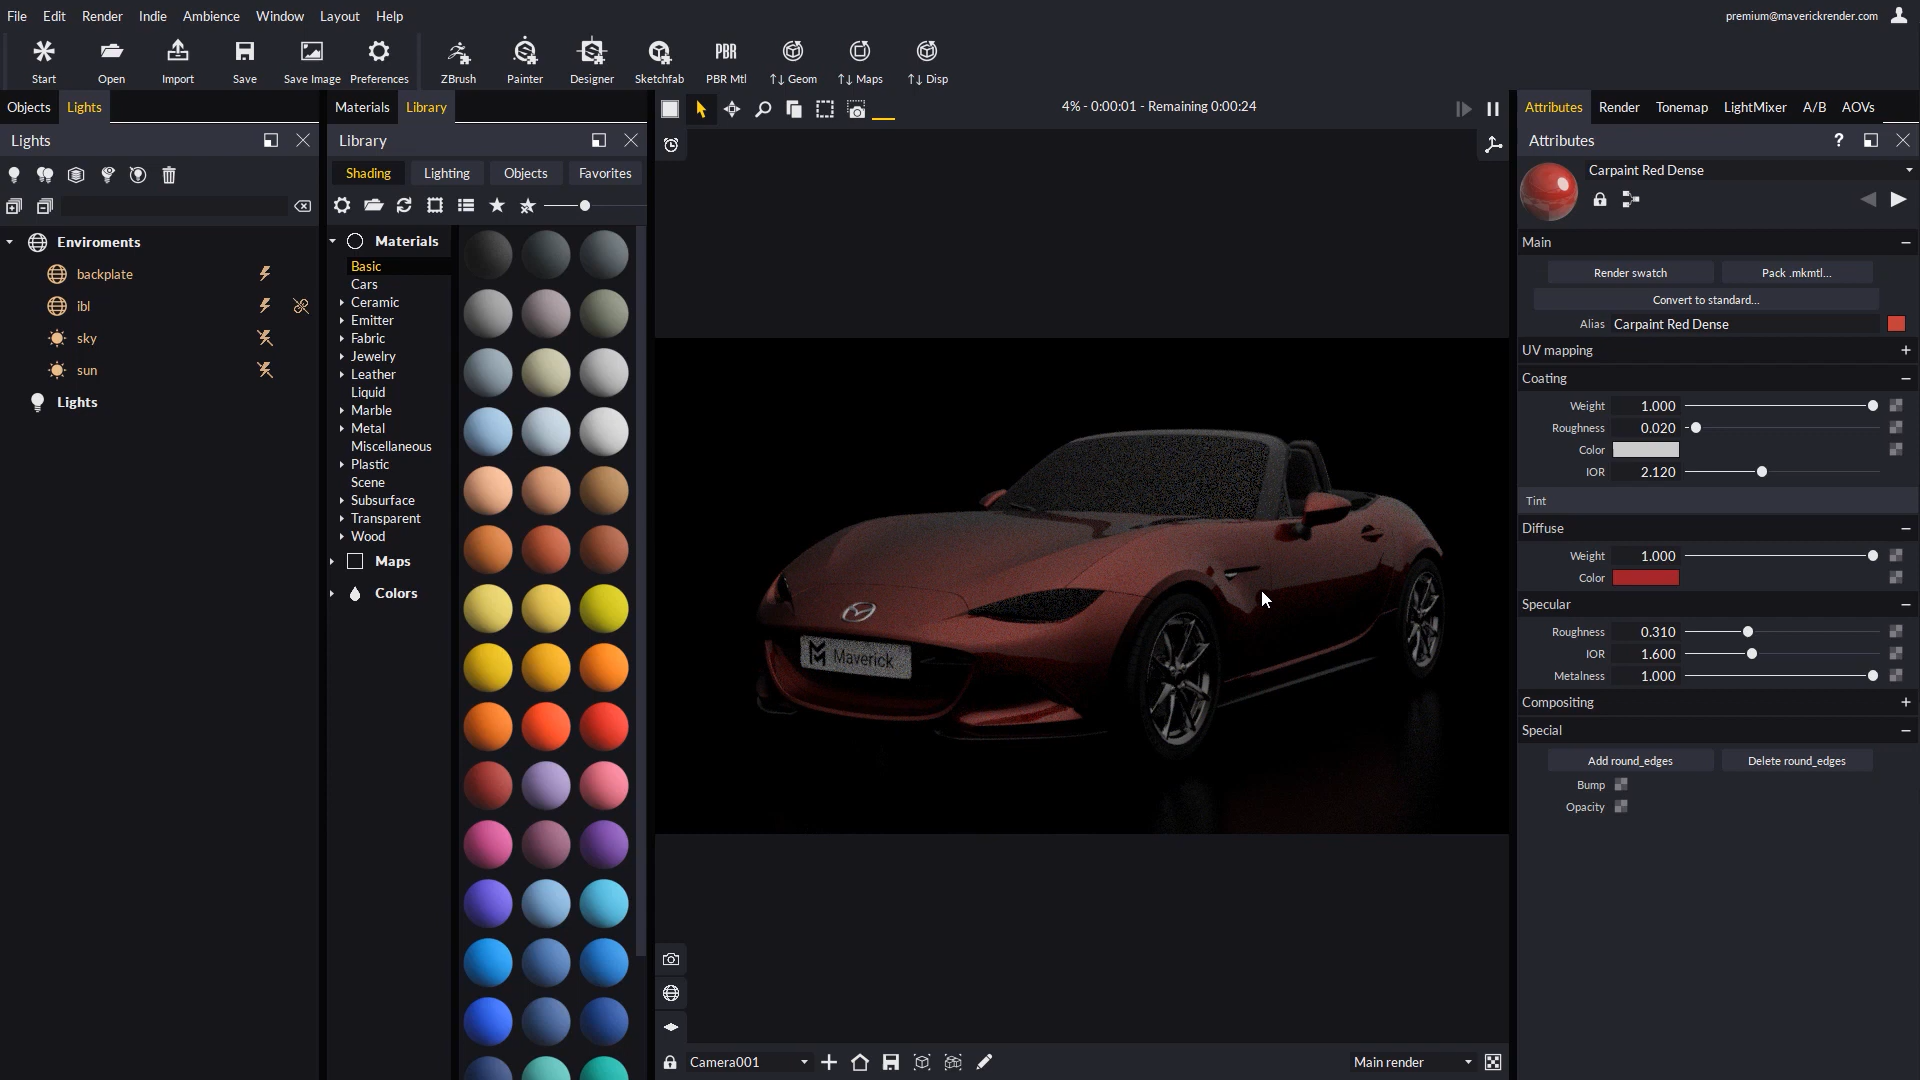 File Edit Render Indie Ambience Window Layout Help
premium@maverickrender.com
Start Open Import Save Save Image Preferences ZBrush Painter Designer Sketchfab PBR Mtl ↑↓ Geom ↑↓ Maps ↑↓ Disp
PBR
Objects Lights
Materials Library
4% - 0:00:01 - Remaining 0:00:24
Attributes Render Tonemap LightMixer A/B AOVs
Lights
Enviroments
backplate
ibl
sky
sun
Lights
Library
Shading Lighting Objects Favorites
Materials
Basic
Cars
Ceramic
Emitter
Fabric
Jewelry
Leather
Liquid
Marble
Metal
Miscellaneous
Plastic
Scene
Subsurface
Transparent
Wood
Maps
Colors
Maverick
Camera001
Main render
Attributes ?
Carpaint Red Dense
Main
Render swatch Pack .mkmtl...
Convert to standard...
Alias Carpaint Red Dense
UV mapping
Coating
Weight 1.000
Roughness 0.020
Color
IOR 2.120
Tint
Diffuse
Weight 1.000
Color
Specular
Roughness 0.310
IOR 1.600
Metalness 1.000
Compositing
Special
Add round_edges Delete round_edges
Bump
Opacity